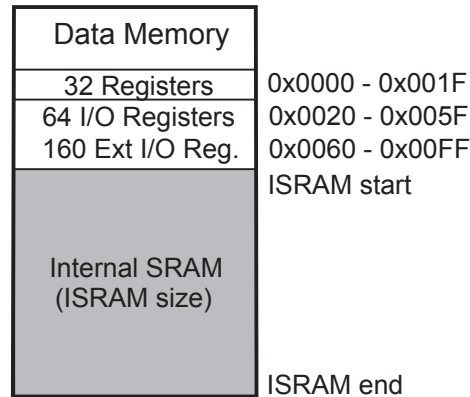 Data Memory
32 Registers 0x0000 - 0x001F
64 I/O Registers 0x0020 - 0x005F
160 Ext I/O Reg. 0x0060 - 0x00FF
ISRAM start
Internal SRAM
(ISRAM size)
ISRAM end